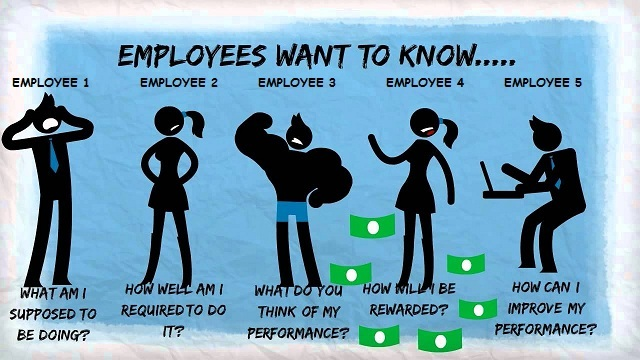 EMPLOYEES WANT TO KNOW.....
EMPLOYEE 1
EMPLOYEE 2
EMPLOYEE 3
EMPLOYEE 4
EMPLOYEE 5
WHAT AM I
SUPPOSED TO
BE DOING?
HOW WELL AM I
REQUIRED TO DO
IT?
WHAT DO YOU
THINK OF MY
PERFORMANCE?
HOW WILL I BE
REWARDED?
HOW CAN I
IMPROVE MY
PERFORMANCE?